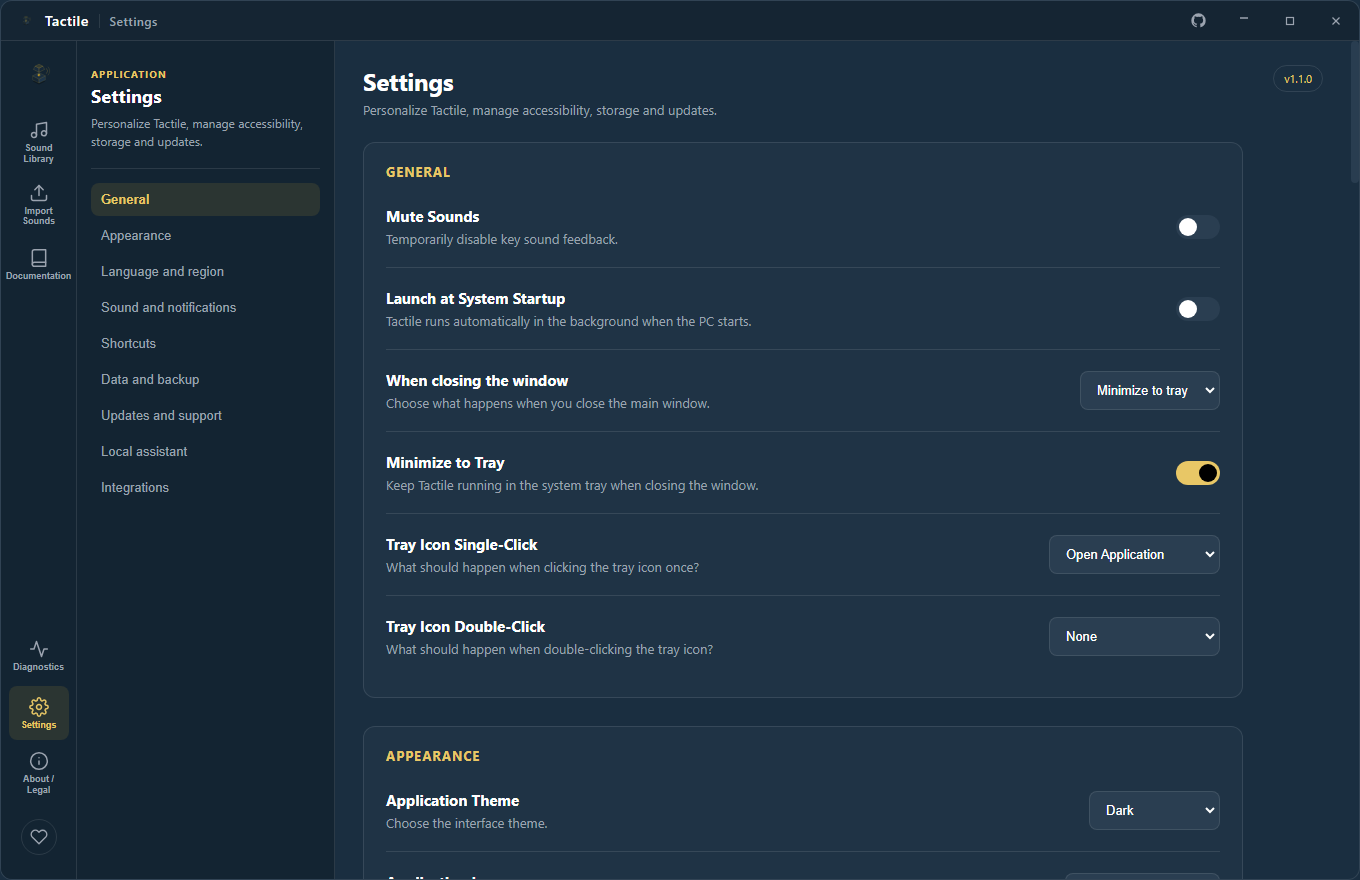 Tactile
Settings
Sound
Library
Import
Sounds
Documentation
Diagnostics
Settings
About /
Legal
APPLICATION
Settings
Personalize Tactile, manage accessibility,
storage and updates.
General
Appearance
Language and region
Sound and notifications
Shortcuts
Data and backup
Updates and support
Local assistant
Integrations
Settings
v1.1.0
Personalize Tactile, manage accessibility, storage and updates.
GENERAL
Mute Sounds
Temporarily disable key sound feedback.
Launch at System Startup
Tactile runs automatically in the background when the PC starts.
When closing the window
Choose what happens when you close the main window.
Minimize to tray
Minimize to Tray
Keep Tactile running in the system tray when closing the window.
Tray Icon Single-Click
What should happen when clicking the tray icon once?
Open Application
Tray Icon Double-Click
What should happen when double-clicking the tray icon?
None
APPEARANCE
Application Theme
Choose the interface theme.
Dark